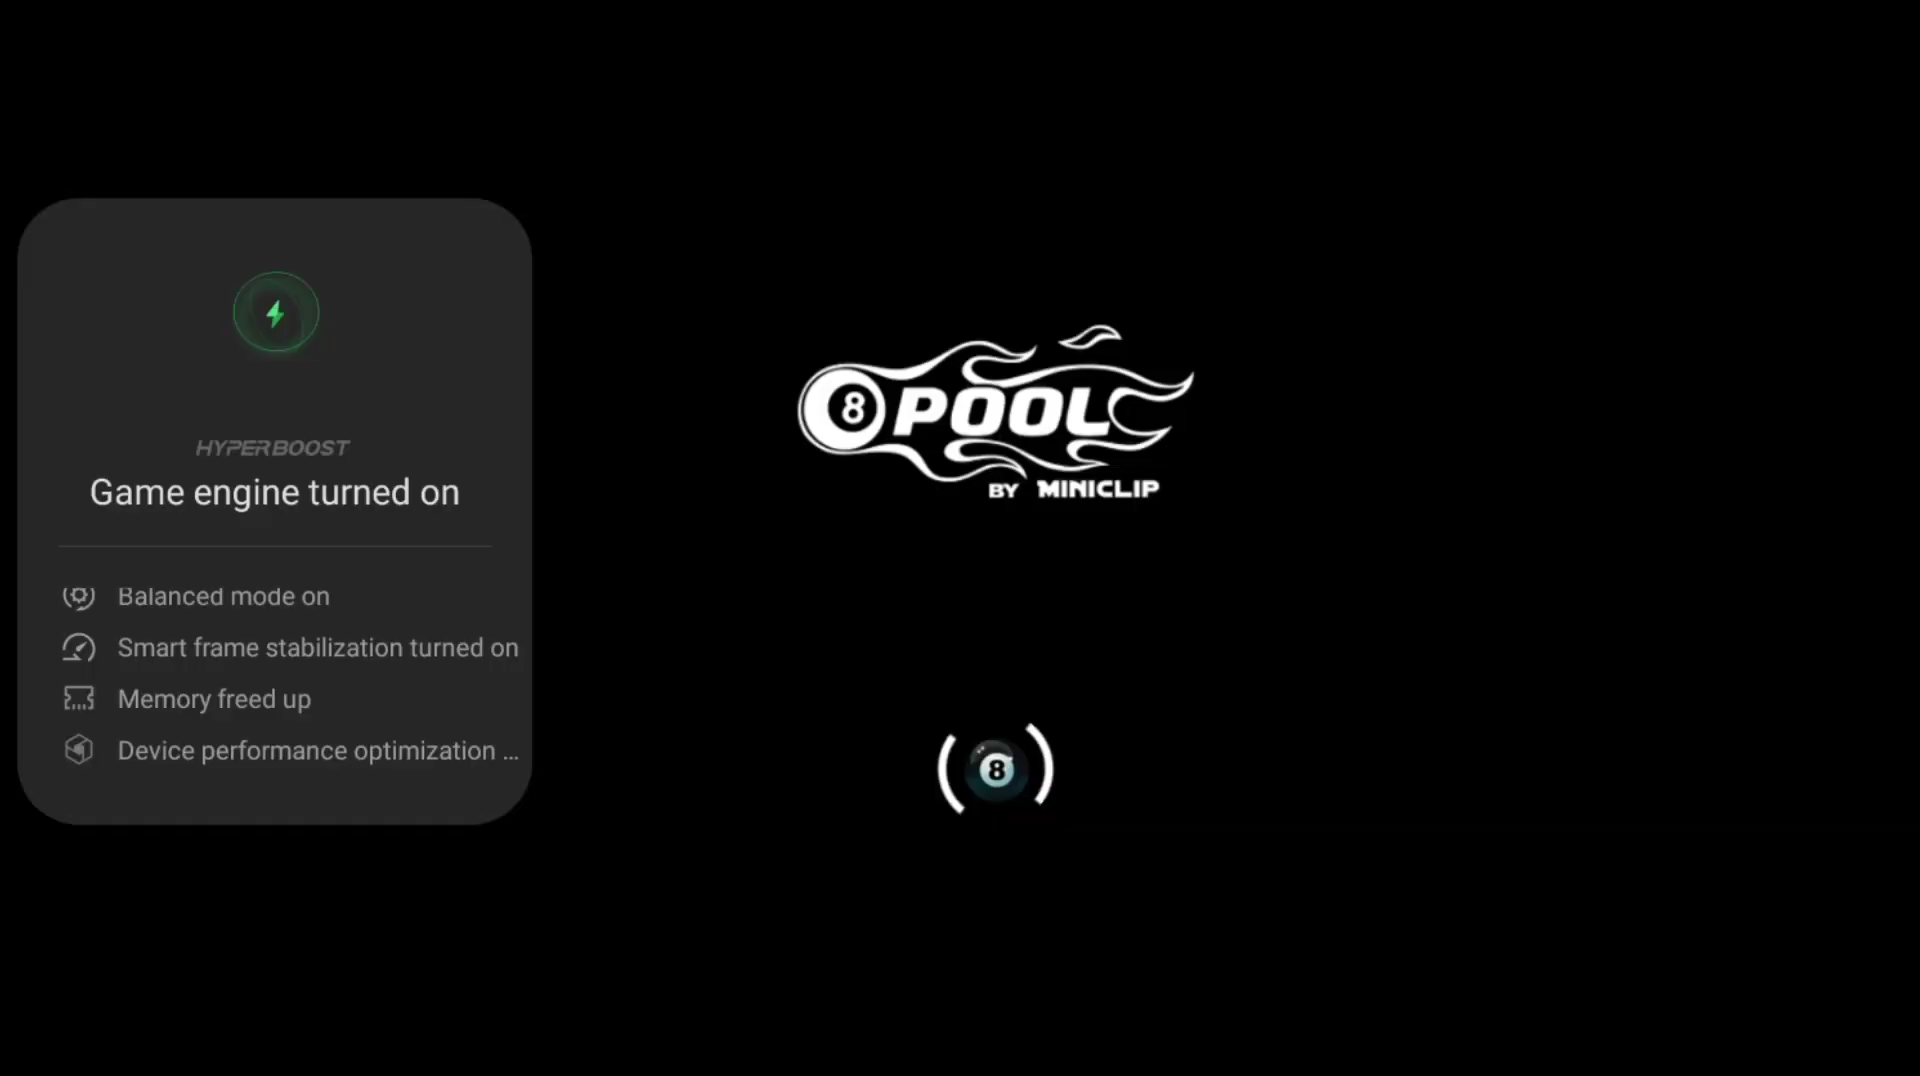 HYPERBOOST
Game engine turned on
Balanced mode on
Smart frame stabilization turned on
Memory freed up
Device performance optimization ...
8 POOL
BY MINICLIP
8